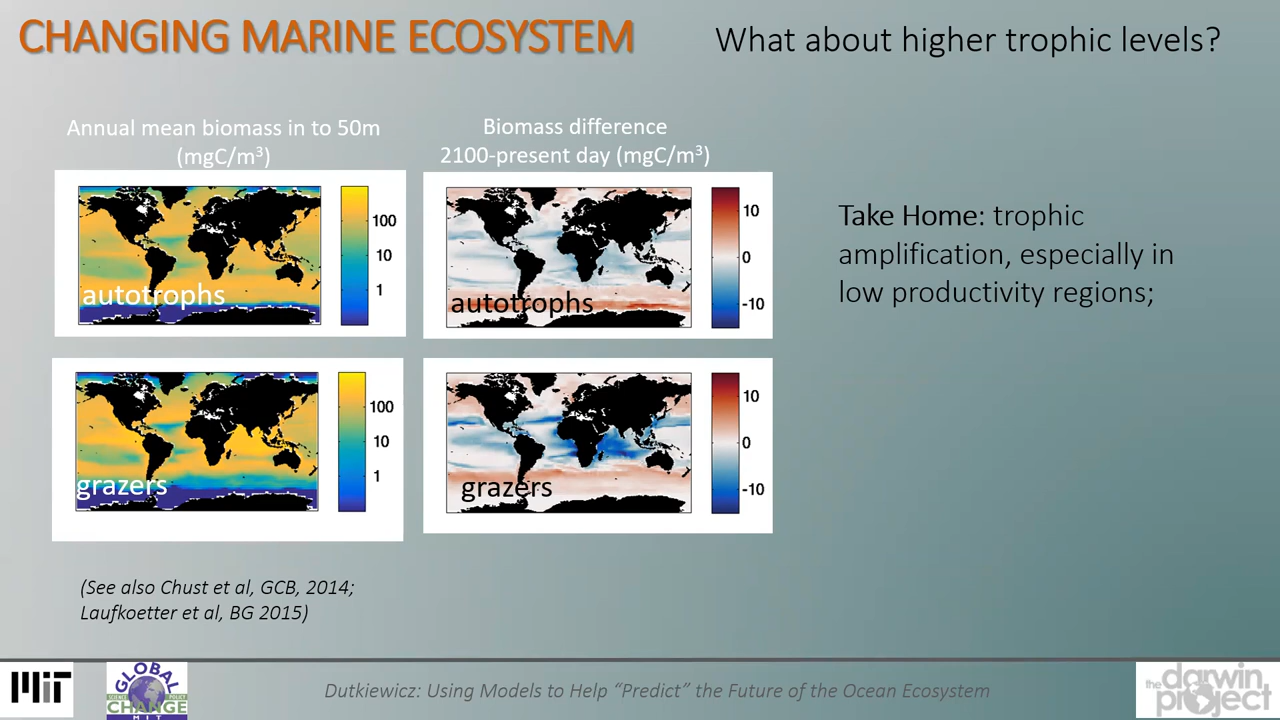 CHANGING MARINE ECOSYSTEM
What about higher trophic levels?
Annual mean biomass in to 50m
(mgC/m³)
Biomass difference
2100-present day (mgC/m³)
autotrophs
100
10
1
autotrophs
10
0
-10
Take Home: trophic
amplification, especially in
low productivity regions;
grazers
100
10
1
grazers
10
0
-10
(See also Chust et al, GCB, 2014;
Laufkoetter et al, BG 2015)
MIT
GLOBAL
SCIENCE POLICY
CHANGE
MIT
Dutkiewicz: Using Models to Help “Predict” the Future of the Ocean Ecosystem
the darwin
project